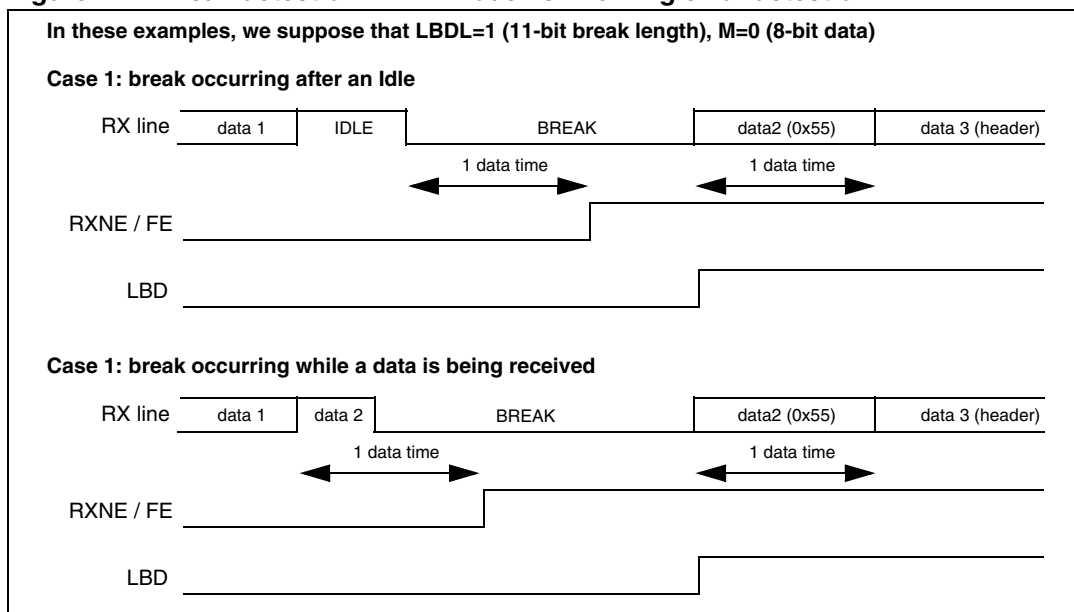 In these examples, we suppose that LBDL=1 (11-bit break length), M=0 (8-bit data)
Case 1: break occurring after an Idle
RX line data 1 IDLE BREAK data2 (0x55) data 3 (header)
1 data time 1 data time
RXNE / FE
LBD
Case 1: break occurring while a data is being received
RX line data 1 data 2 BREAK data2 (0x55) data 3 (header)
1 data time 1 data time
RXNE / FE
LBD